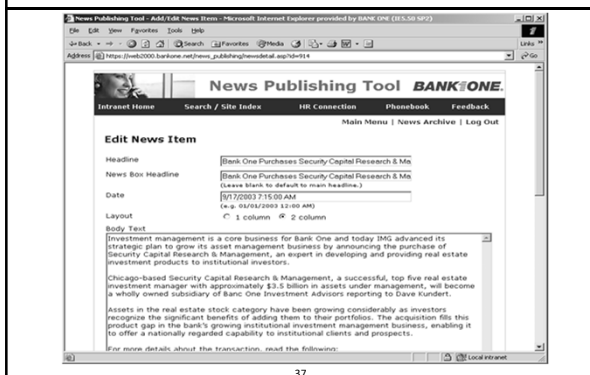 News Publishing Tool - Add/Edit News Item - Microsoft Internet Explorer provided by BANK ONE (IE5.50 SP2)
File Edit View Favorites Tools Help
Back Search Favorites Media Links »
Address https://web2000.bankone.net/news_publishing/newsdetail.asp?id=914 Go
News Publishing Tool BANK ONE.
Intranet Home Search / Site Index HR Connection Phonebook Feedback
Main Menu | News Archive | Log Out
Edit News Item
Headline Bank One Purchases Security Capital Research & Ma
News Box Headline Bank One Purchases Security Capital Research & Ma
(Leave blank to default to main headline.)
Date 9/17/2003 7:15:00 AM
(e.g. 01/01/2003 12:00 AM)
Layout 1 column 2 column
Body Text
Investment management is a core business for Bank One and today IMG advanced its
strategic plan to grow its asset management business by announcing the purchase of
Security Capital Research & Management, an expert in developing and providing real estate
investment products to institutional investors.
Chicago-based Security Capital Research & Management, a successful, top five real estate
investment manager with approximately $3.5 billion in assets under management, will become
a wholly owned subsidiary of Banc One Investment Advisors reporting to Dave Kundert.
Assets in the real estate stock category have been growing considerably as investors
recognize the significant benefits of adding them to their portfolios. The acquisition fills this
product gap in the bank's growing institutional investment management business, enabling it
to offer a nationally regarded capability to institutional clients and prospects.
For more details about the transaction, read the following:
Local intranet
37